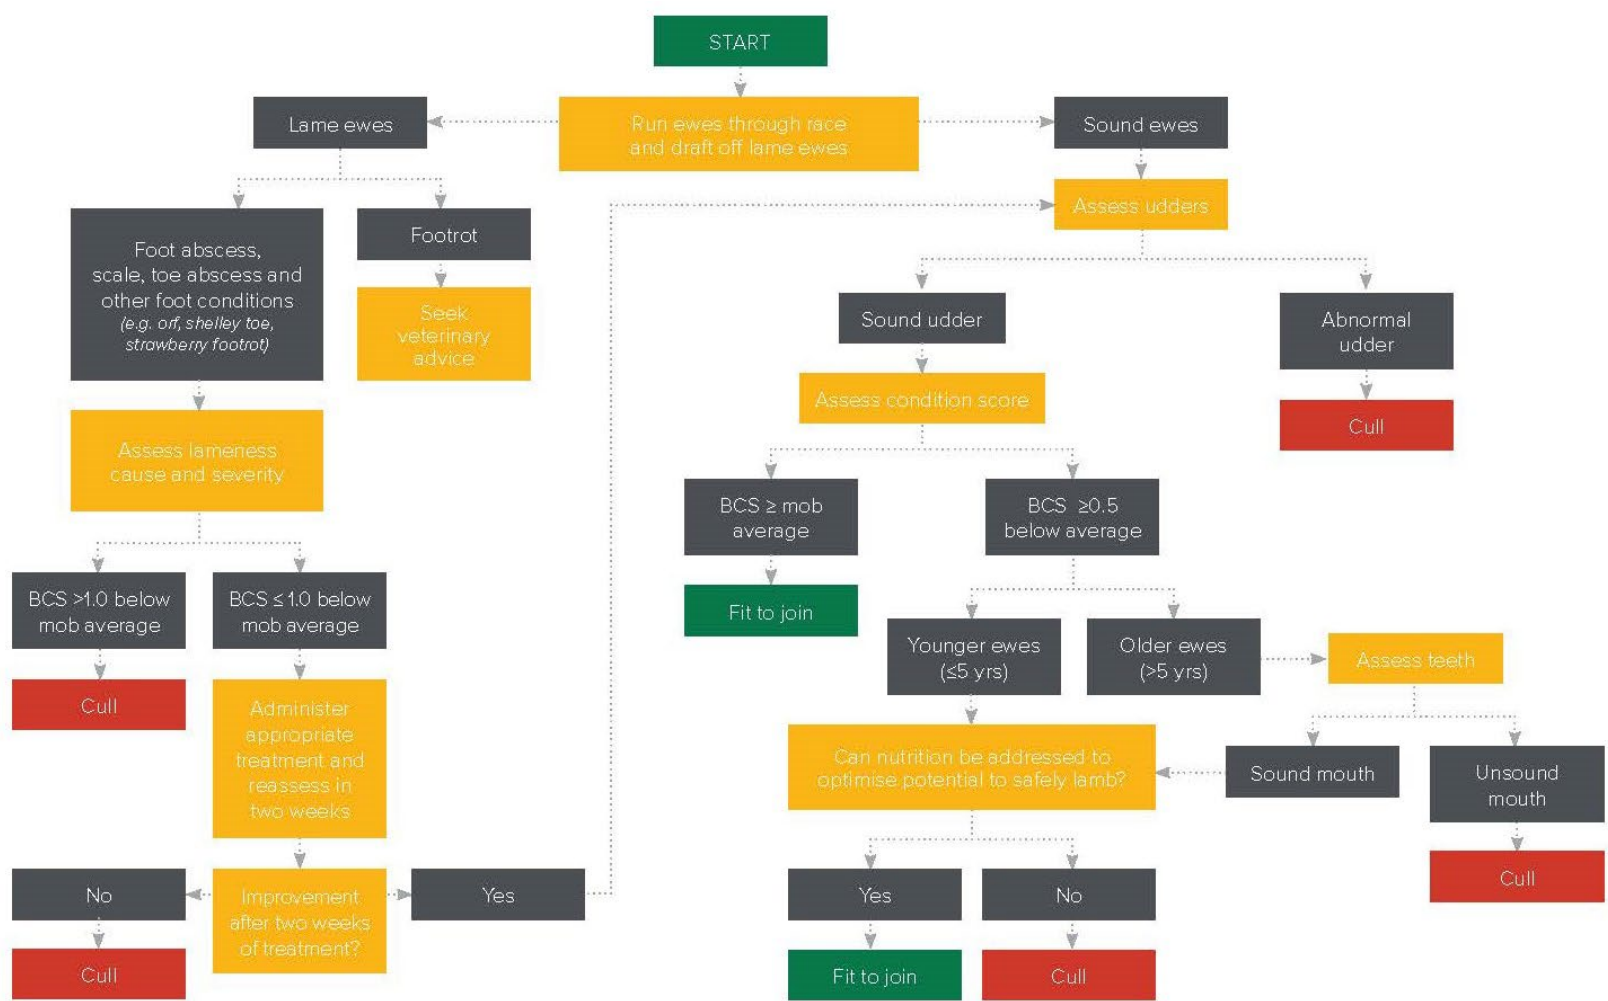 START
Lame ewes
Run ewes through race
and draft off lame ewes
Sound ewes
Assess udders
Foot abscess,
scale, toe abscess and
other foot conditions
(e.g. orf, shelley toe,
strawberry footrot)
Footrot
Seek
veterinary
advice
Sound udder
Abnormal
udder
Assess condition score
Cull
Assess lameness
cause and severity
BCS ≥ mob
average
BCS ≥0.5
below average
BCS >1.0 below
mob average
BCS ≤ 1.0 below
mob average
Fit to join
Younger ewes
(≤5 yrs)
Older ewes
(>5 yrs)
Assess teeth
Cull
Administer
appropriate
treatment and
reassess in
two weeks
Can nutrition be addressed to
optimise potential to safely lamb?
Sound mouth
Unsound
mouth
No
Improvement
after two weeks
of treatment?
Yes
Yes
No
Cull
Cull
Fit to join
Cull